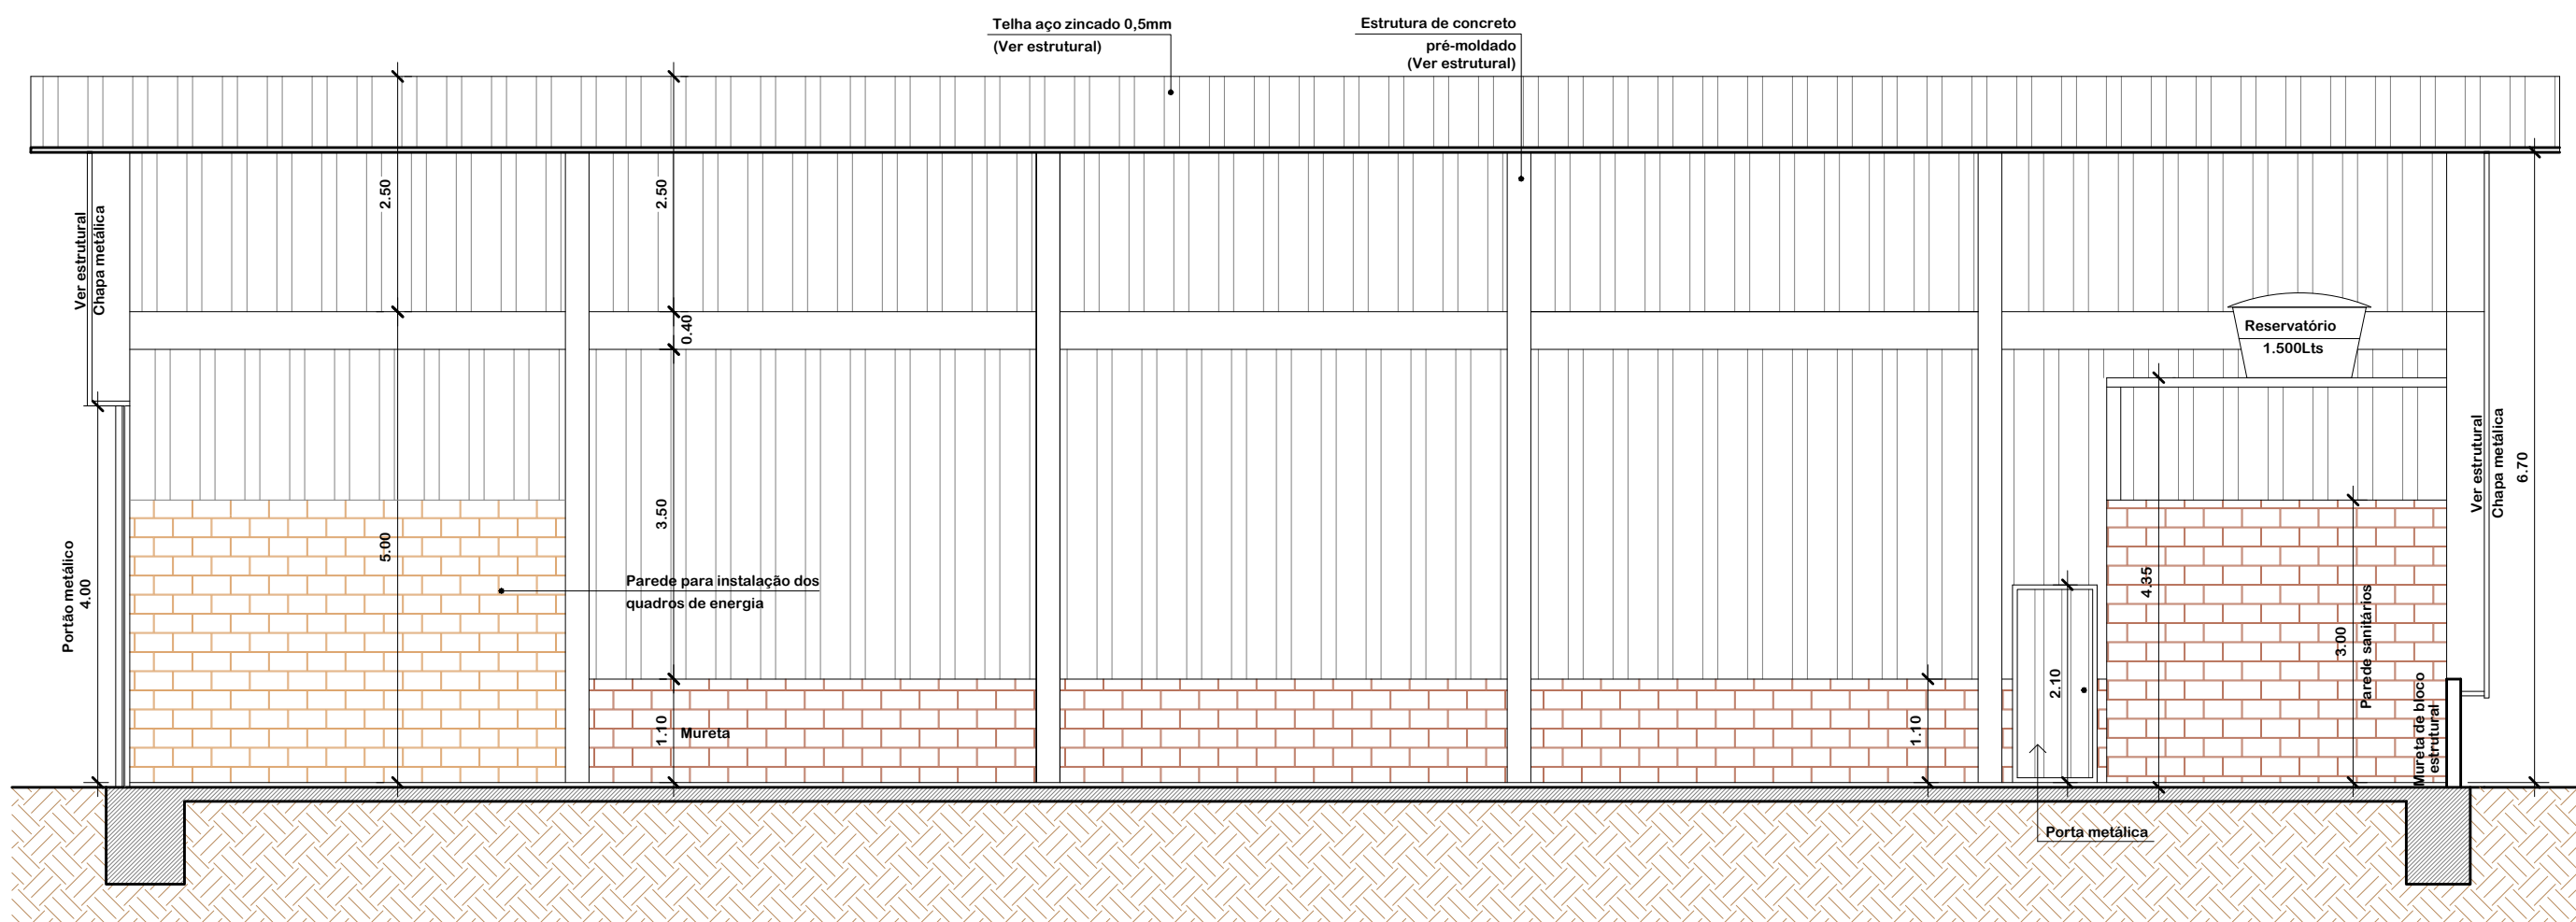 Telha aço zincado 0,5mm
(Ver estrutural)
Estrutura de concreto
pré-moldado
(Ver estrutural)
2.50
2.50
Ver estrutural
Chapa metálica
0.40
Reservatório
1.500Lts
Ver estrutural
Chapa metálica
6.70
3.50
5.00
Portão metálico
4.00
Parede para instalação dos
quadros de energia
4.35
3.00
Parede sanitários
2.10
1.10
Mureta
1.10
Mureta de bloco
estrutural
Porta metálica